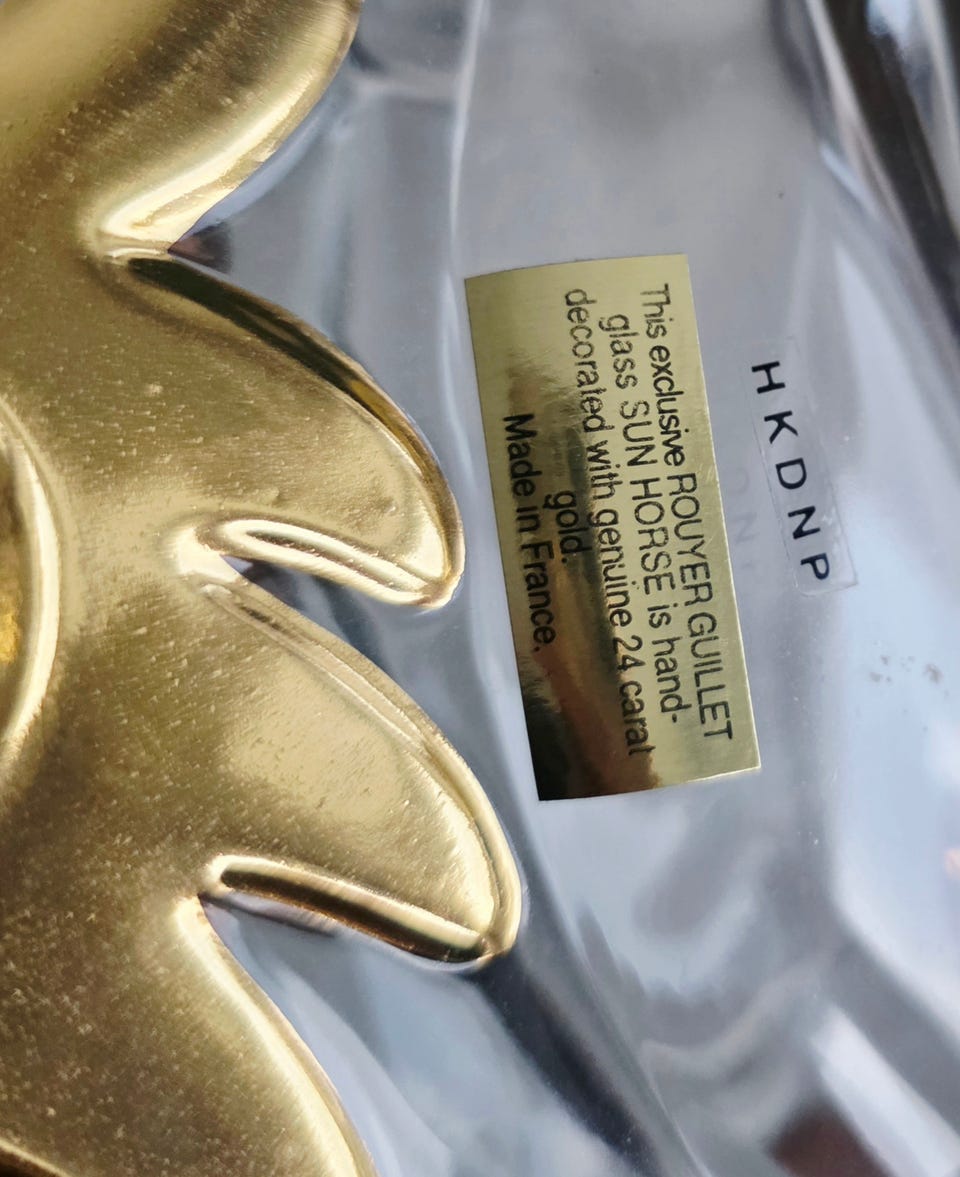 HKDNP
This exclusive ROUYER GUILLET
glass SUN HORSE is hand-
decorated with genuine 24 carat
gold.
Made in France.